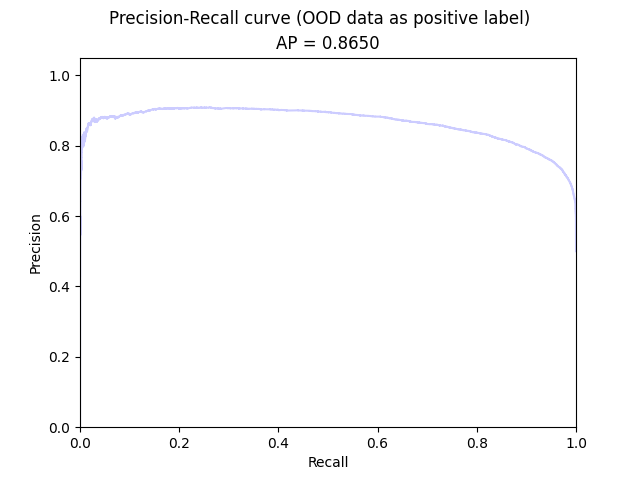 Precision-Recall curve (OOD data as positive label)
AP = 0.8650
1.0
0.8
0.6
0.4
0.2
0.0
Precision
0.0 0.2 0.4 0.6 0.8 1.0
Recall